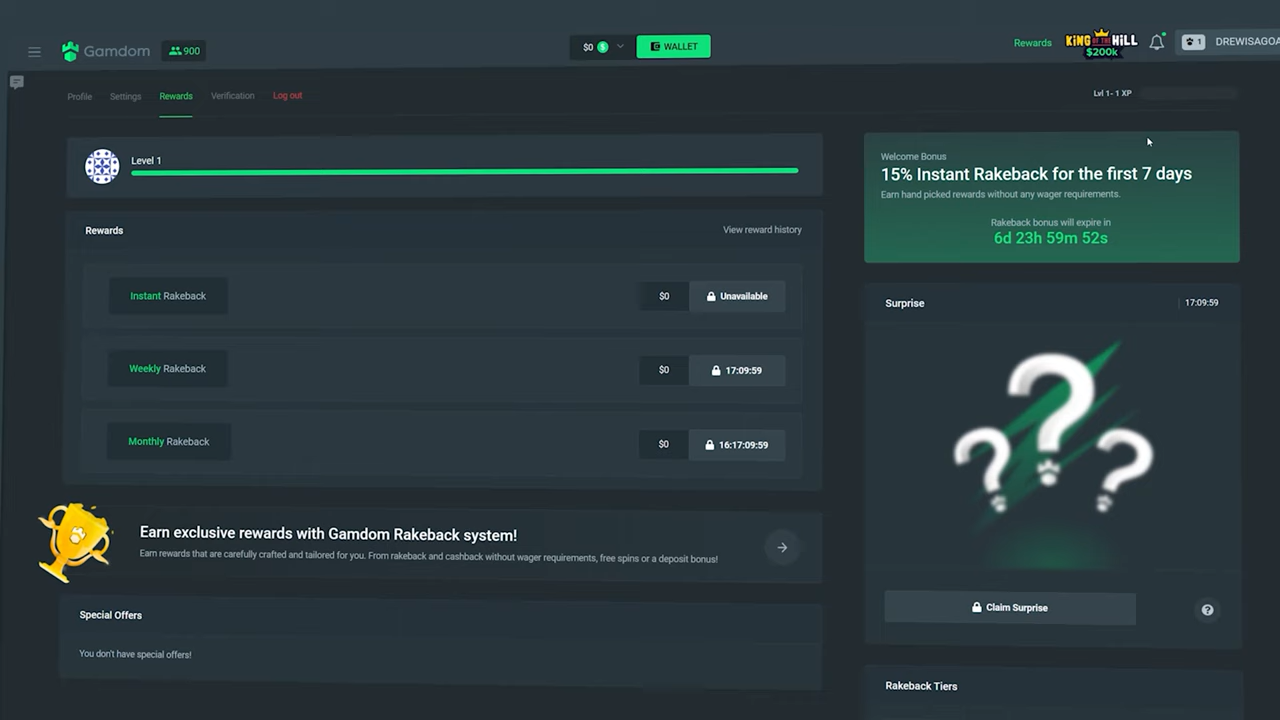 Gamdom
900
$0
WALLET
Rewards
KING OF THE HILL
$200k
1
DREWISAGOA
Profile
Settings
Rewards
Verification
Log out
Lvl 1- 1 XP
Level 1
Welcome Bonus
15% Instant Rakeback for the first 7 days
Earn hand picked rewards without any wager requirements.
Rakeback bonus will expire in
6d 23h 59m 52s
Rewards
View reward history
Instant Rakeback
$0
Unavailable
Weekly Rakeback
$0
17:09:59
Monthly Rakeback
$0
16:17:09:59
Surprise
17:09:59
Claim Surprise
Earn exclusive rewards with Gamdom Rakeback system!
Earn rewards that are carefully crafted and tailored for you. From rakeback and cashback without wager requirements, free spins or a deposit bonus!
Special Offers
You don't have special offers!
Rakeback Tiers